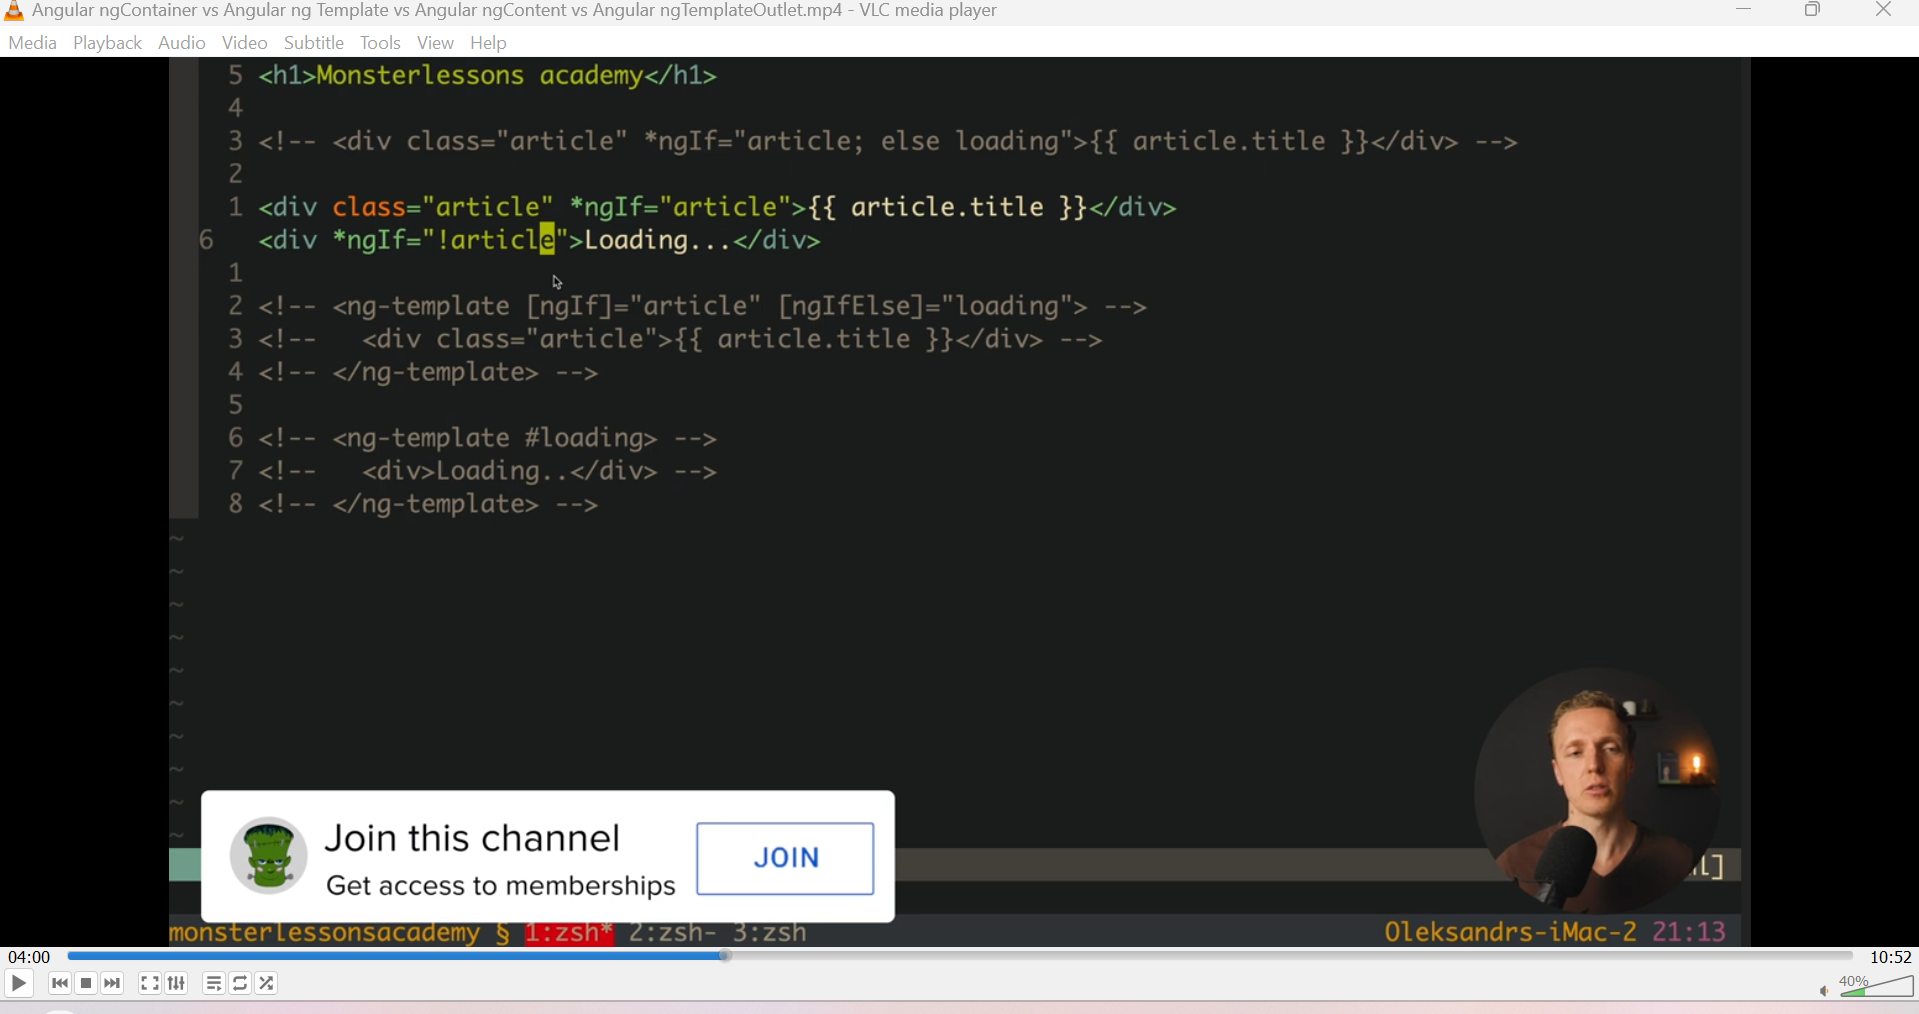 Angular ngContainer vs Angular ng Template vs Angular ngContent vs Angular ngTemplateOutlet.mp4 - VLC media player
Media Playback Audio Video Subtitle Tools View Help
5 <h1>Monsterlessons academy</h1>
4
3 <!-- <div class="article" *ngIf="article; else loading">{{ article.title }}</div> -->
2
1 <div class="article" *ngIf="article">{{ article.title }}</div>
6 <div *ngIf="!article">Loading...</div>
1
2 <!-- <ng-template [ngIf]="article" [ngIfElse]="loading"> -->
3 <!--   <div class="article">{{ article.title }}</div> -->
4 <!-- </ng-template> -->
5
6 <!-- <ng-template #loading> -->
7 <!--   <div>Loading..</div> -->
8 <!-- </ng-template> -->
~
~
~
~
~
~
~
~
~
~
Join this channel
Get access to memberships
JOIN
l]
monsterlessonsacademy § 1:zsh* 2:zsh- 3:zsh Oleksandrs-iMac-2 21:13
04:00 10:52
40%